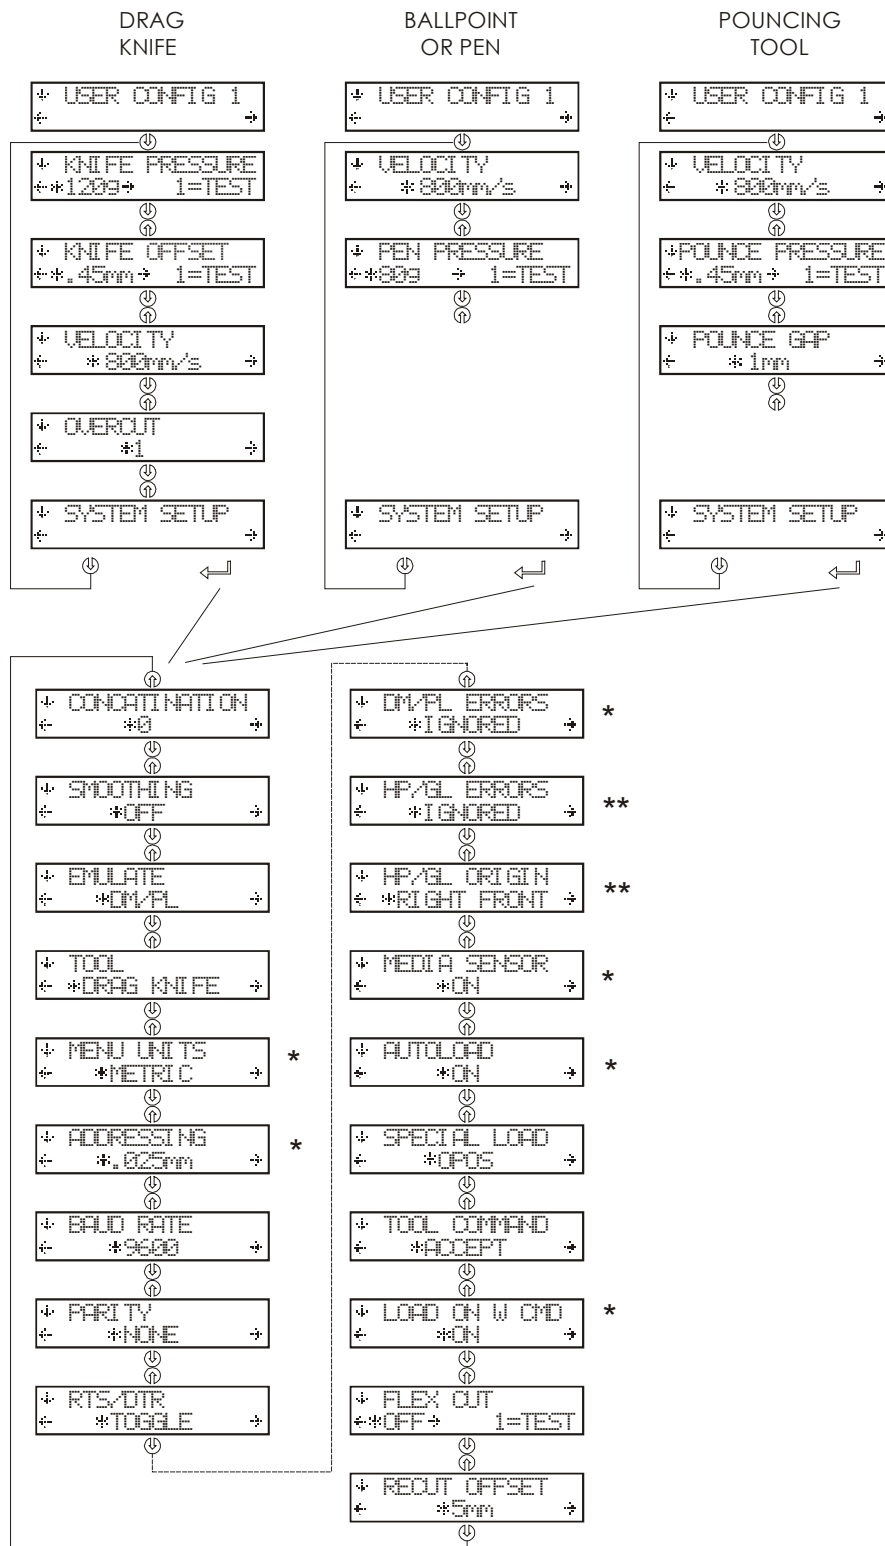 DRAG
KNIFE
USER CONFIG 1
KNIFE PRESSURE
*120g 1=TEST
KNIFE OFFSET
*.45mm 1=TEST
VELOCITY
*800mm/s
OVERCUT
*1
SYSTEM SETUP
BALLPOINT
OR PEN
USER CONFIG 1
VELOCITY
*800mm/s
PEN PRESSURE
*80g 1=TEST
SYSTEM SETUP
POUNCING
TOOL
USER CONFIG 1
VELOCITY
*800mm/s
POUNCE PRESSURE
*.45mm 1=TEST
POUNCE GAP
*1mm
SYSTEM SETUP
CONCATINATION
*0
SMOOTHING
*OFF
EMULATE
*DM/PL
TOOL
*DRAG KNIFE
MENU UNITS
*METRIC
*
ADDRESSING
*.025mm
*
BAUD RATE
*9600
PARITY
*NONE
RTS/DTR
*TOGGLE
DM/PL ERRORS
*IGNORED
*
HP/GL ERRORS
*IGNORED
**
HP/GL ORIGIN
*RIGHT FRONT
**
MEDIA SENSOR
*ON
*
AUTOLOAD
*ON
*
SPECIAL LOAD
*OPOS
TOOL COMMAND
*ACCEPT
LOAD ON W CMD
*ON
*
FLEX CUT
*OFF 1=TEST
RECUT OFFSET
*5mm